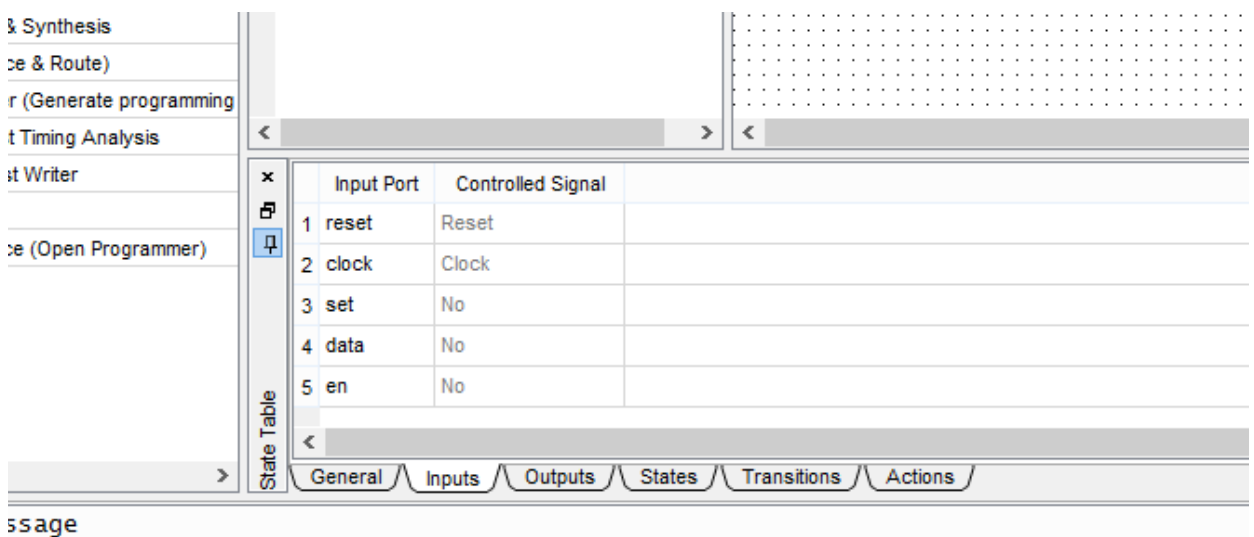 & Synthesis
ce & Route)
r (Generate programming
t Timing Analysis
st Writer
ce (Open Programmer)
State Table
Input Port Controlled Signal
1 reset Reset
2 clock Clock
3 set No
4 data No
5 en No
General Inputs Outputs States Transitions Actions
ssage